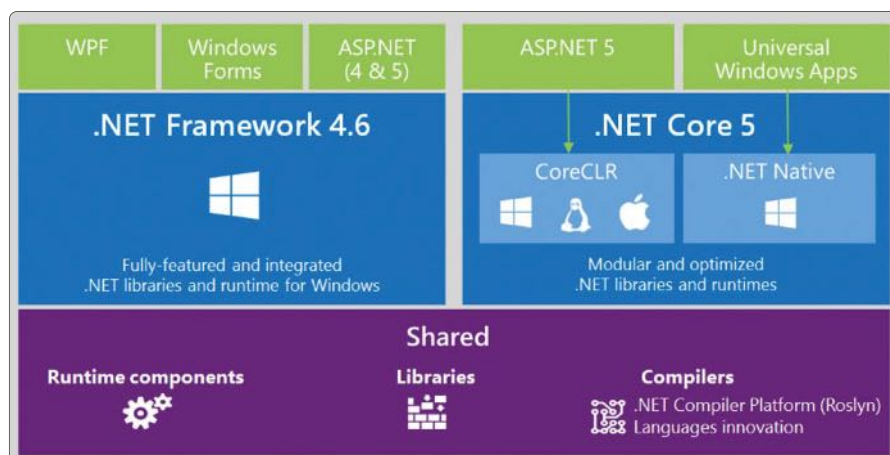 WPF
Windows
Forms
ASP.NET
(4 & 5)
ASP.NET 5
Universal
Windows Apps
.NET Framework 4.6
Fully-featured and integrated
.NET libraries and runtime for Windows
.NET Core 5
CoreCLR
.NET Native
Modular and optimized
.NET libraries and runtimes
Shared
Runtime components
Libraries
Compilers
.NET Compiler Platform (Roslyn)
Languages innovation